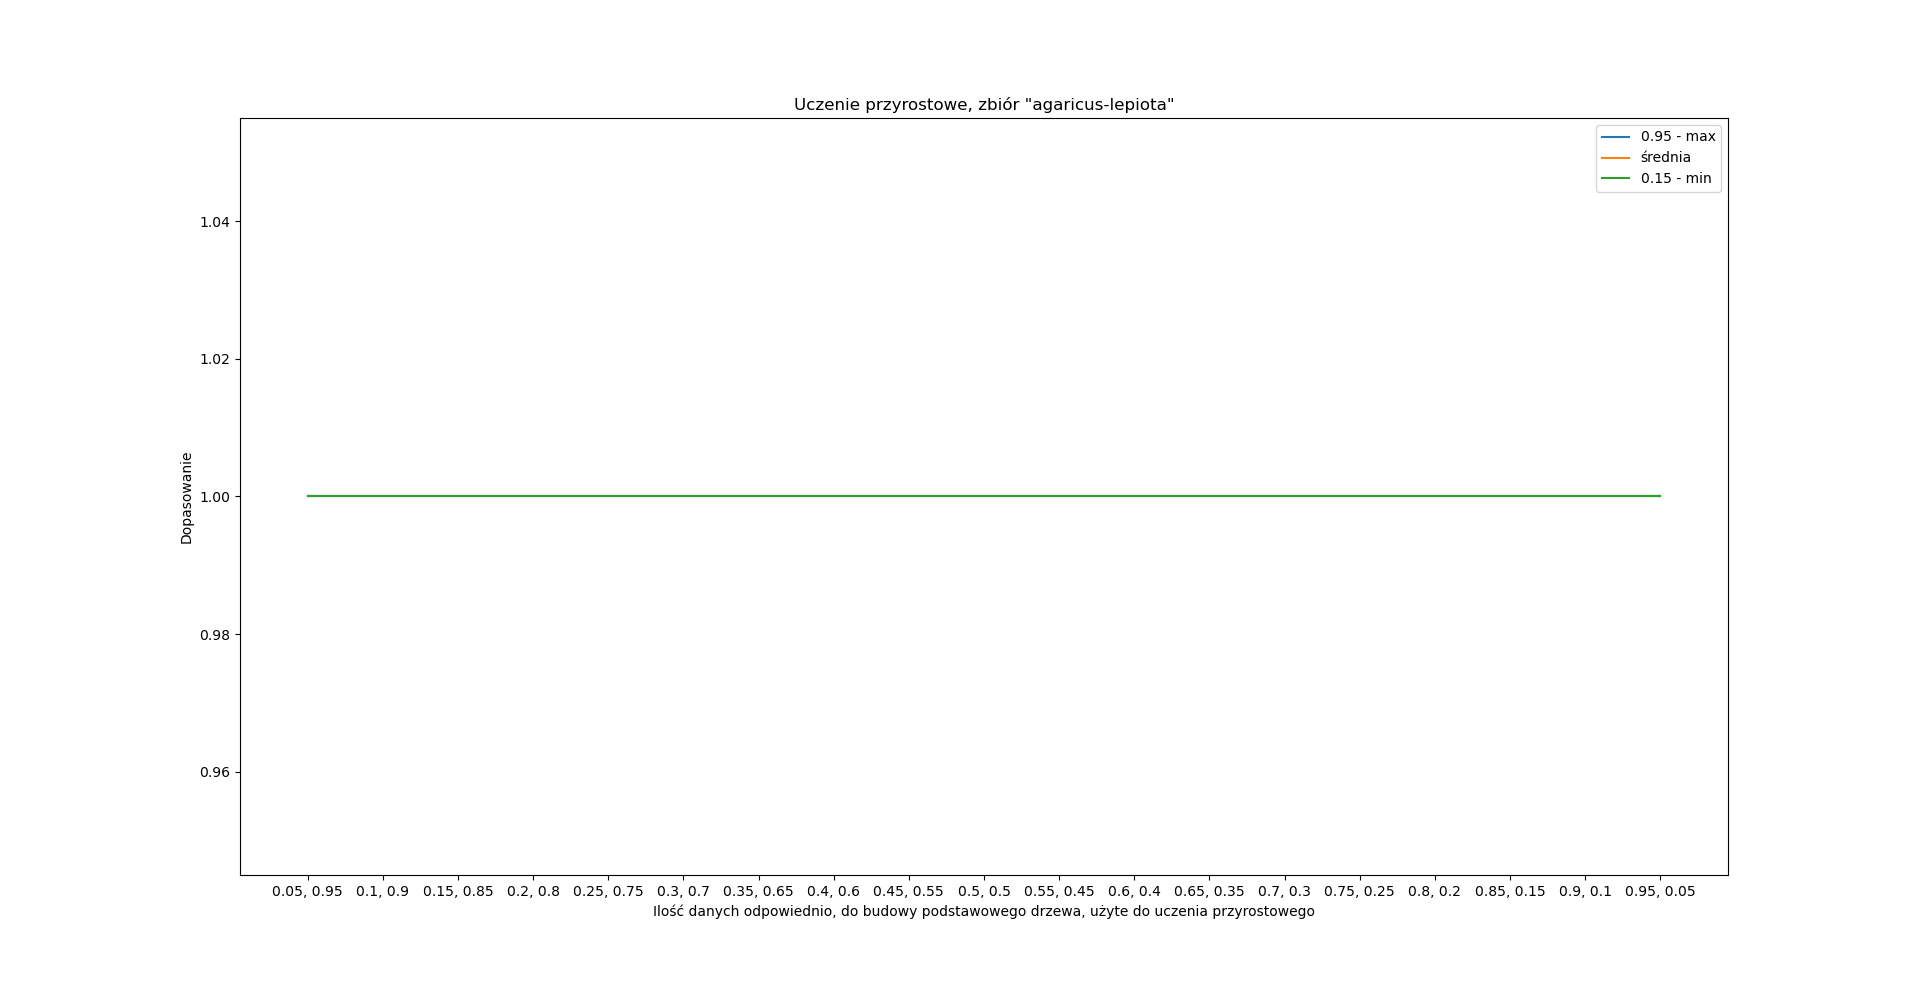 Uczenie przyrostowe, zbiór "agaricus-lepiota"
0.95 - max
średnia
0.15 - min
1.04
1.02
1.00
0.98
0.96
Dopasowanie
0.05, 0.95 0.1, 0.9 0.15, 0.85 0.2, 0.8 0.25, 0.75 0.3, 0.7 0.35, 0.65 0.4, 0.6 0.45, 0.55 0.5, 0.5 0.55, 0.45 0.6, 0.4 0.65, 0.35 0.7, 0.3 0.75, 0.25 0.8, 0.2 0.85, 0.15 0.9, 0.1 0.95, 0.05
Ilość danych odpowiednio, do budowy podstawowego drzewa, użyte do uczenia przyrostowego